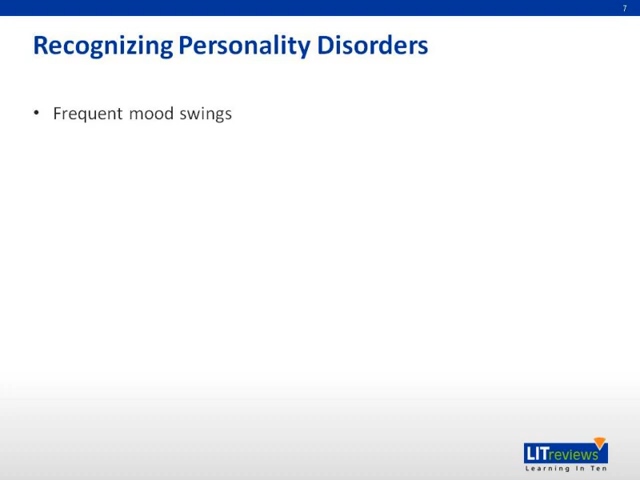 7
Recognizing Personality Disorders
• Frequent mood swings
LITreviews
Learning In Ten